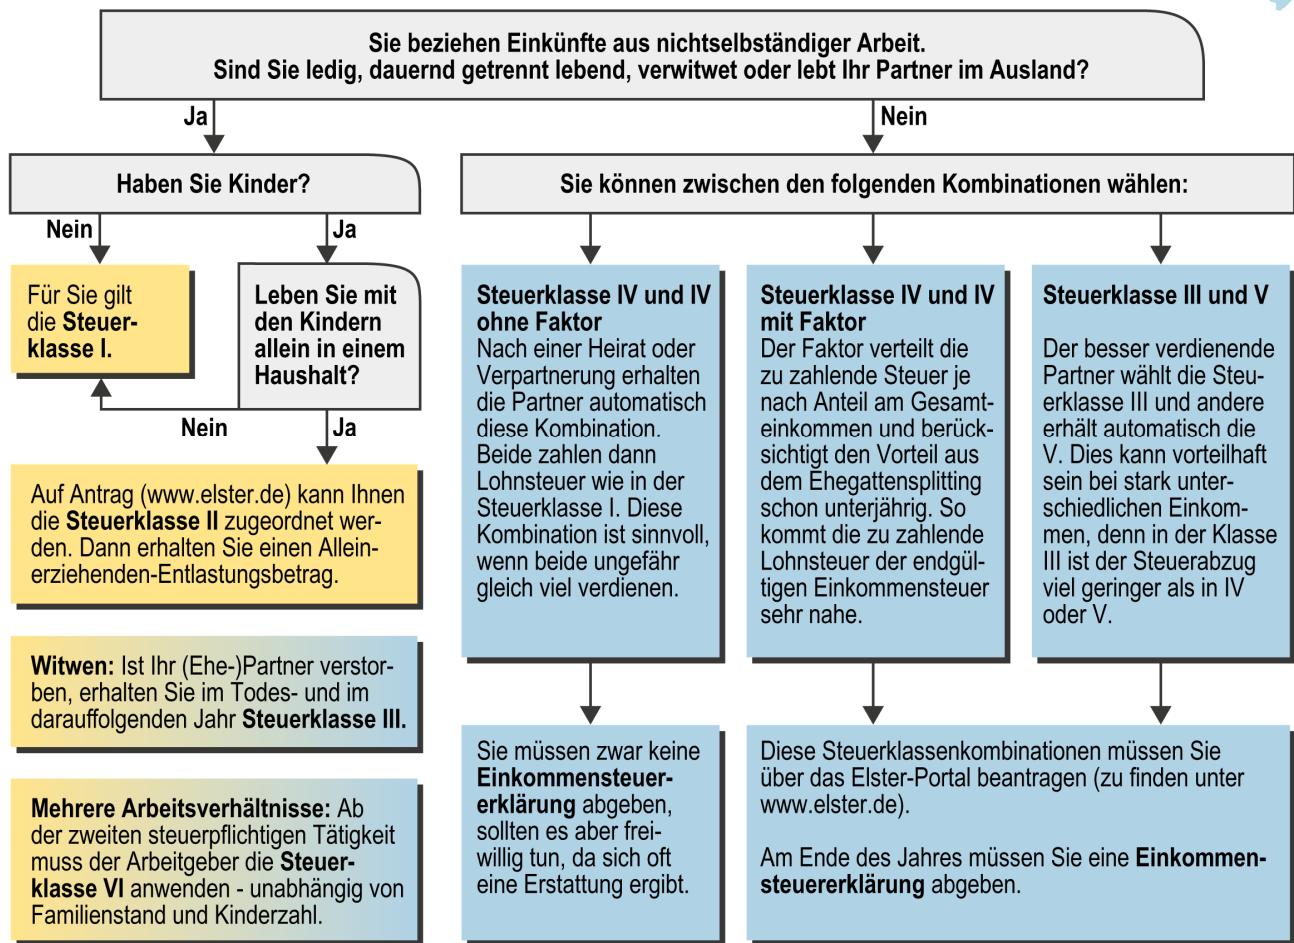 Sie beziehen Einkünfte aus nichtselbständiger Arbeit.
Sind Sie ledig, dauernd getrennt lebend, verwitwet oder lebt Ihr Partner im Ausland?
Ja
Nein
Haben Sie Kinder?
Nein
Ja
Für Sie gilt
die Steuer-
klasse I.
Leben Sie mit
den Kindern
allein in einem
Haushalt?
Nein
Ja
Auf Antrag (www.elster.de) kann Ihnen
die Steuerklasse II zugeordnet wer-
den. Dann erhalten Sie einen Allein-
erziehenden-Entlastungsbetrag.
Witwen: Ist Ihr (Ehe-)Partner verstor-
ben, erhalten Sie im Todes- und im
darauffolgenden Jahr Steuerklasse III.
Mehrere Arbeitsverhältnisse: Ab
der zweiten steuerpflichtigen Tätigkeit
muss der Arbeitgeber die Steuer-
klasse VI anwenden - unabhängig von
Familienstand und Kinderzahl.
Sie können zwischen den folgenden Kombinationen wählen:
Steuerklasse IV und IV
ohne Faktor
Nach einer Heirat oder
Verpartnerung erhalten
die Partner automatisch
diese Kombination.
Beide zahlen dann
Lohnsteuer wie in der
Steuerklasse I. Diese
Kombination ist sinnvoll,
wenn beide ungefähr
gleich viel verdienen.
Steuerklasse IV und IV
mit Faktor
Der Faktor verteilt die
zu zahlende Steuer je
nach Anteil am Gesamt-
einkommen und berück-
sichtigt den Vorteil aus
dem Ehegattensplitting
schon unterjährig. So
kommt die zu zahlende
Lohnsteuer der endgül-
tigen Einkommensteuer
sehr nahe.
Steuerklasse III und V
Der besser verdienende
Partner wählt die Steu-
erklasse III und andere
erhält automatisch die
V. Dies kann vorteilhaft
sein bei stark unter-
schiedlichen Einkom-
men, denn in der Klasse
III ist der Steuerabzug
viel geringer als in IV
oder V.
Sie müssen zwar keine
Einkommensteuer-
erklärung abgeben,
sollten es aber frei-
willig tun, da sich oft
eine Erstattung ergibt.
Diese Steuerklassenkombinationen müssen Sie
über das Elster-Portal beantragen (zu finden unter
www.elster.de).
Am Ende des Jahres müssen Sie eine Einkommen-
steuererklärung abgeben.